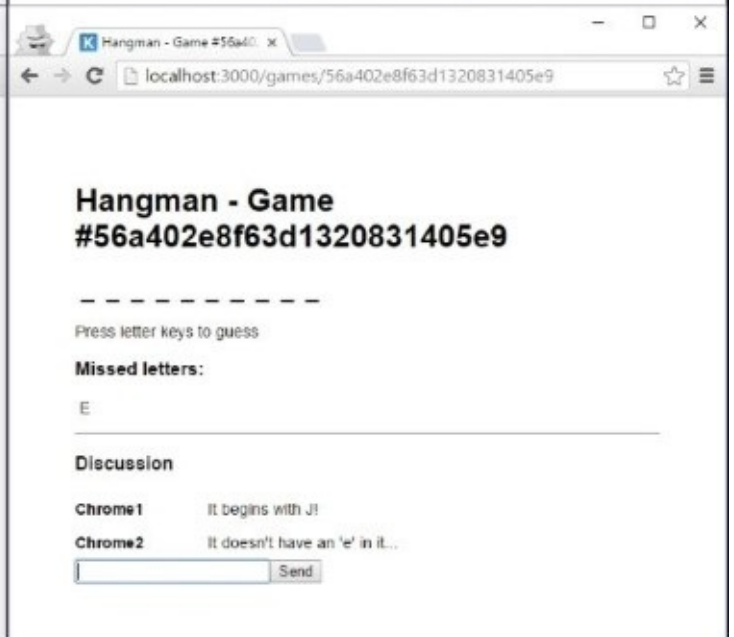 Hangman - Game #56a40
localhost:3000/games/56a402e8f63d1320831405e9
Hangman - Game
#56a402e8f63d1320831405e9
_ _ _ _ _ _ _ _ _ _
Press letter keys to guess
Missed letters:
E
Discussion
Chrome1 It begins with J!
Chrome2 It doesn't have an 'e' in it...
Send